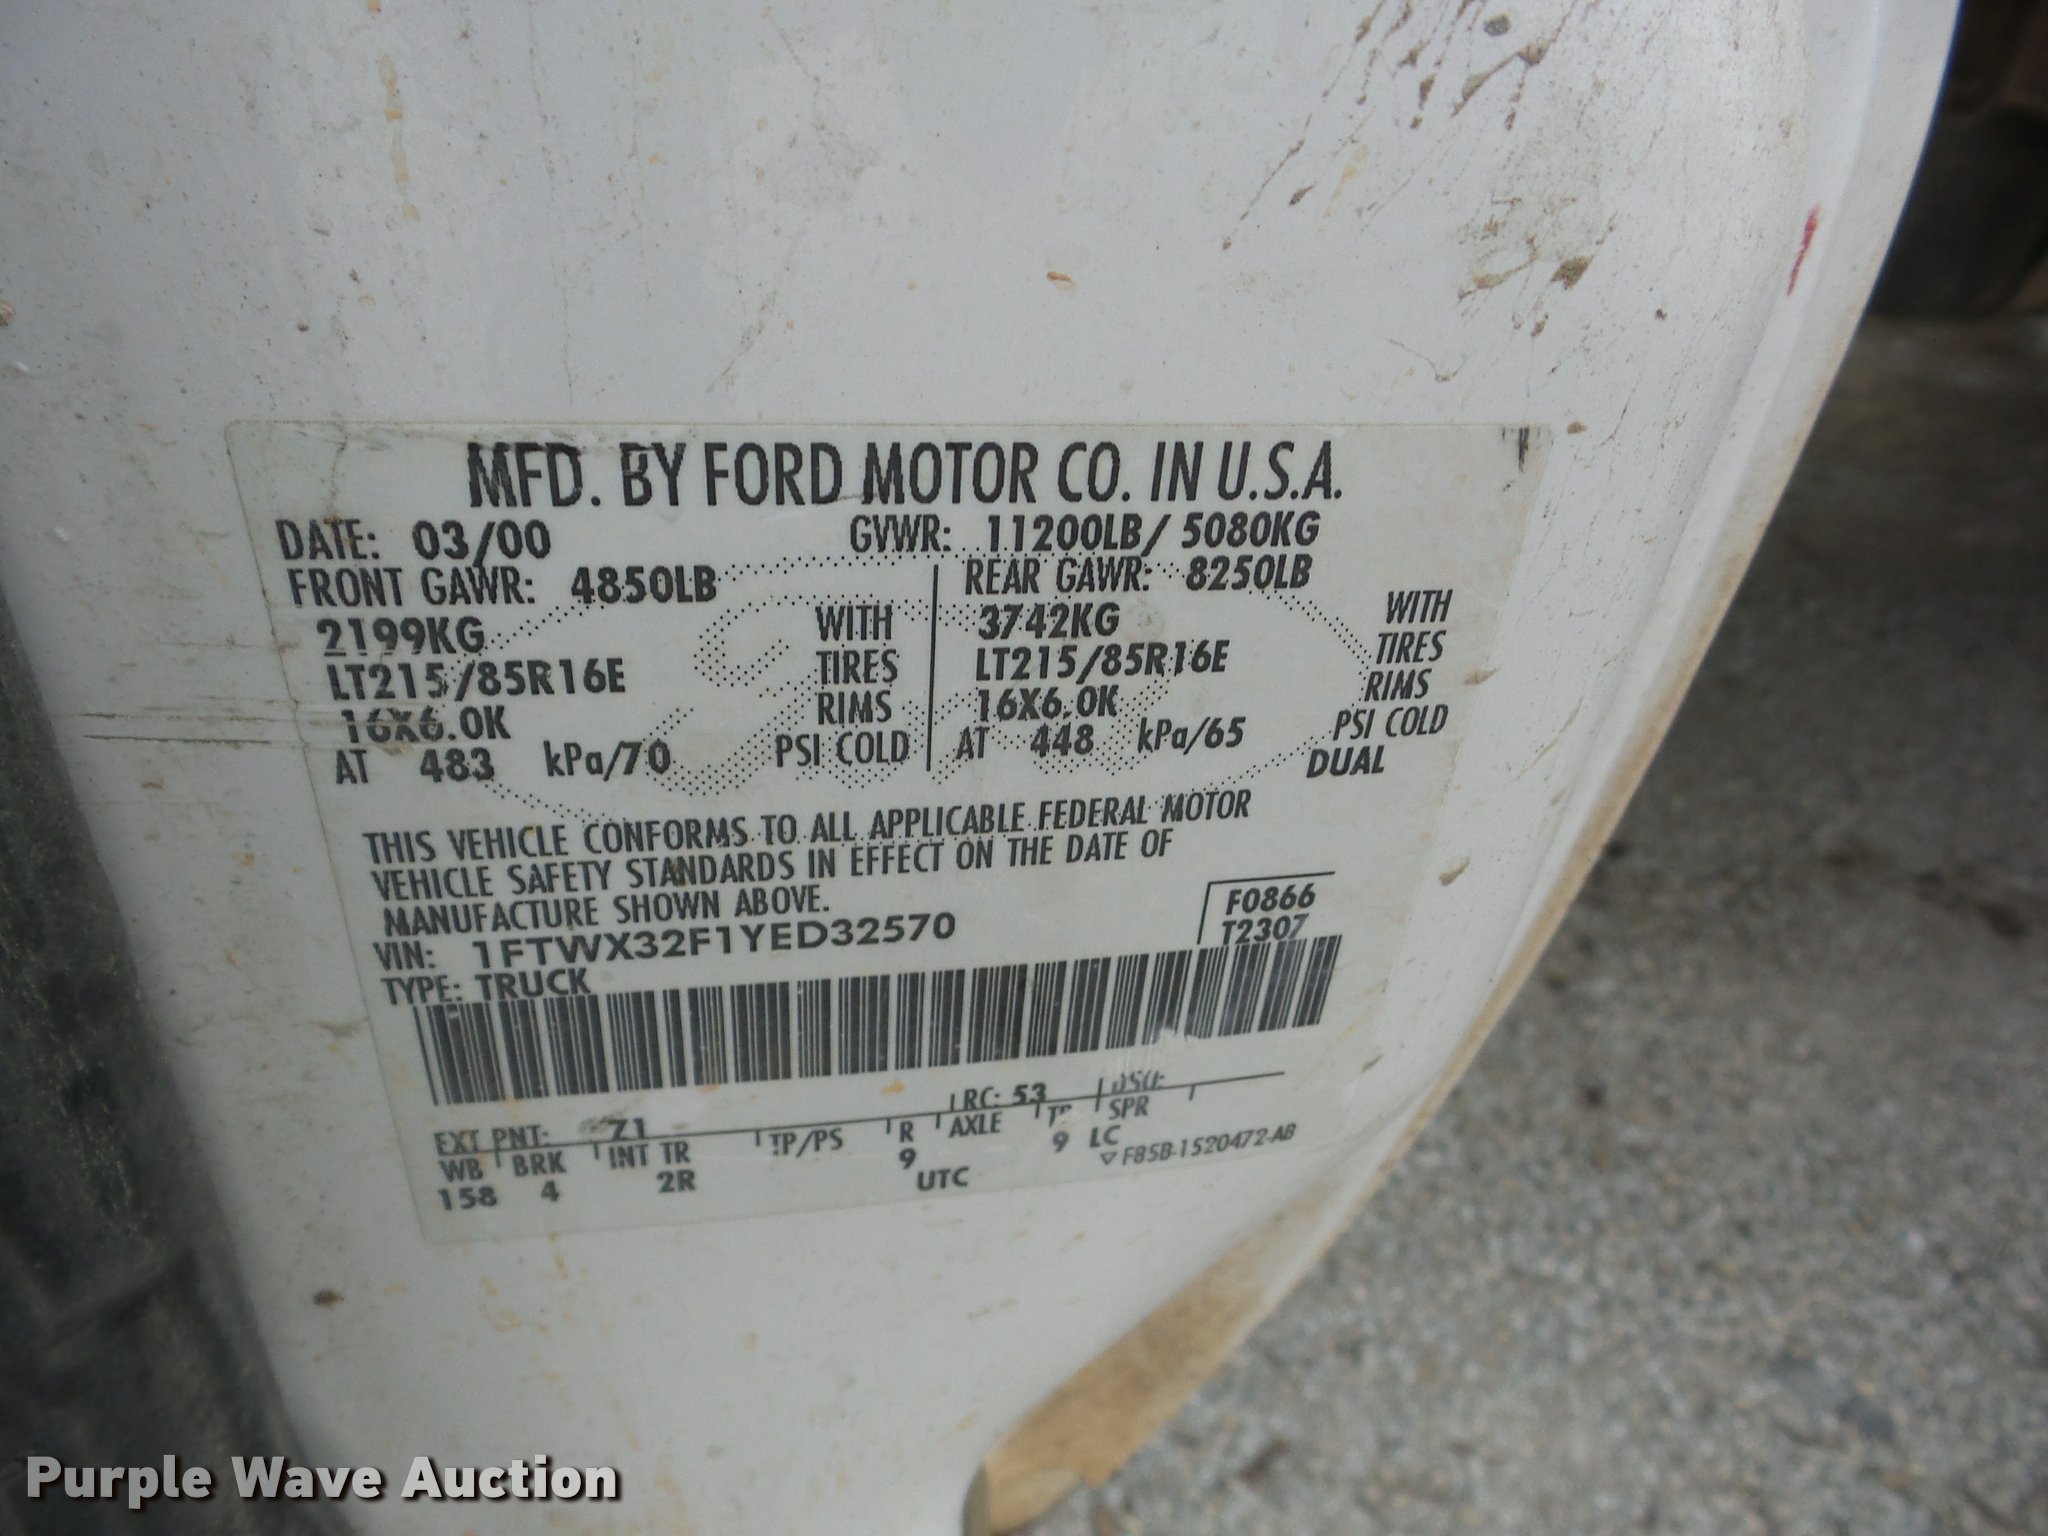 MFD. BY FORD MOTOR CO. IN U.S.A.
DATE: 03/00 GVWR: 11200LB/ 5080KG
FRONT GAWR: 4850LB REAR GAWR: 8250LB
2199KG WITH 3742KG WITH
LT215/85R16E TIRES LT215/85R16E TIRES
16X6.0K RIMS 16X6.0K RIMS
AT 483 kPa/70 PSI COLD AT 448 kPa/65 PSI COLD
DUAL
THIS VEHICLE CONFORMS TO ALL APPLICABLE FEDERAL MOTOR
VEHICLE SAFETY STANDARDS IN EFFECT ON THE DATE OF
MANUFACTURE SHOWN ABOVE.
F0866
VIN: 1FTWX32F1YED32570 T2307
TYPE: TRUCK
EXT PNT: Z1 RC: 53 DSO:
WB BRK INT TR TP/PS R AXLE SPR
158 4 2R 9 9 LC
UTC ▽ F85B-1520472-AB
Purple Wave Auction